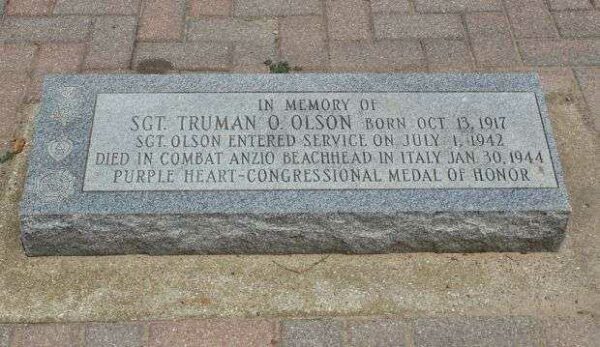 IN MEMORY OF
SGT. TRUMAN O. OLSON BORN OCT 13, 1917
SGT. OLSON ENTERED SERVICE ON JULY 1, 1942
DIED IN COMBAT ANZIO BEACHHEAD IN ITALY JAN. 30, 1944
PURPLE HEART-CONGRESSIONAL MEDAL OF HONOR